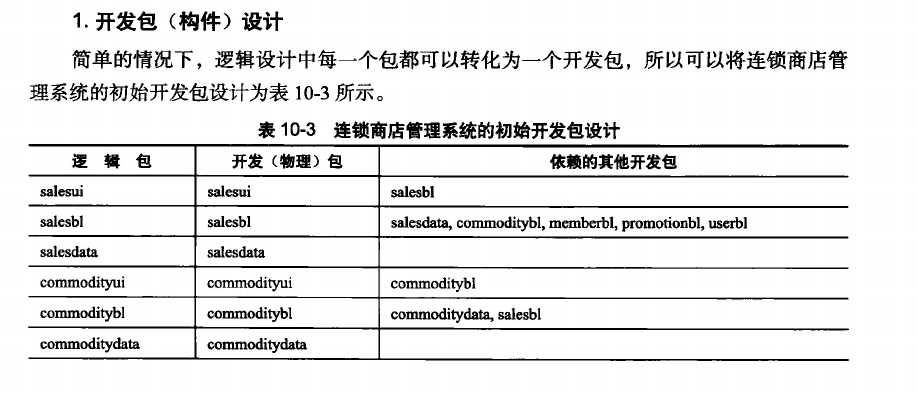 1. 开发包（构件）设计
简单的情况下，逻辑设计中每一个包都可以转化为一个开发包，所以可以将连锁商店管
理系统的初始开发包设计为表 10-3 所示。
表 10-3 连锁商店管理系统的初始开发包设计
逻 辑 包 开发（物理）包 依赖的其他开发包
salesui salesui salesbl
salesbl salesbl salesdata, commoditybl, memberbl, promotionbl, userbl
salesdata salesdata
commodityui commodityui commoditybl
commoditybl commoditybl commoditydata, salesbl
commoditydata commoditydata